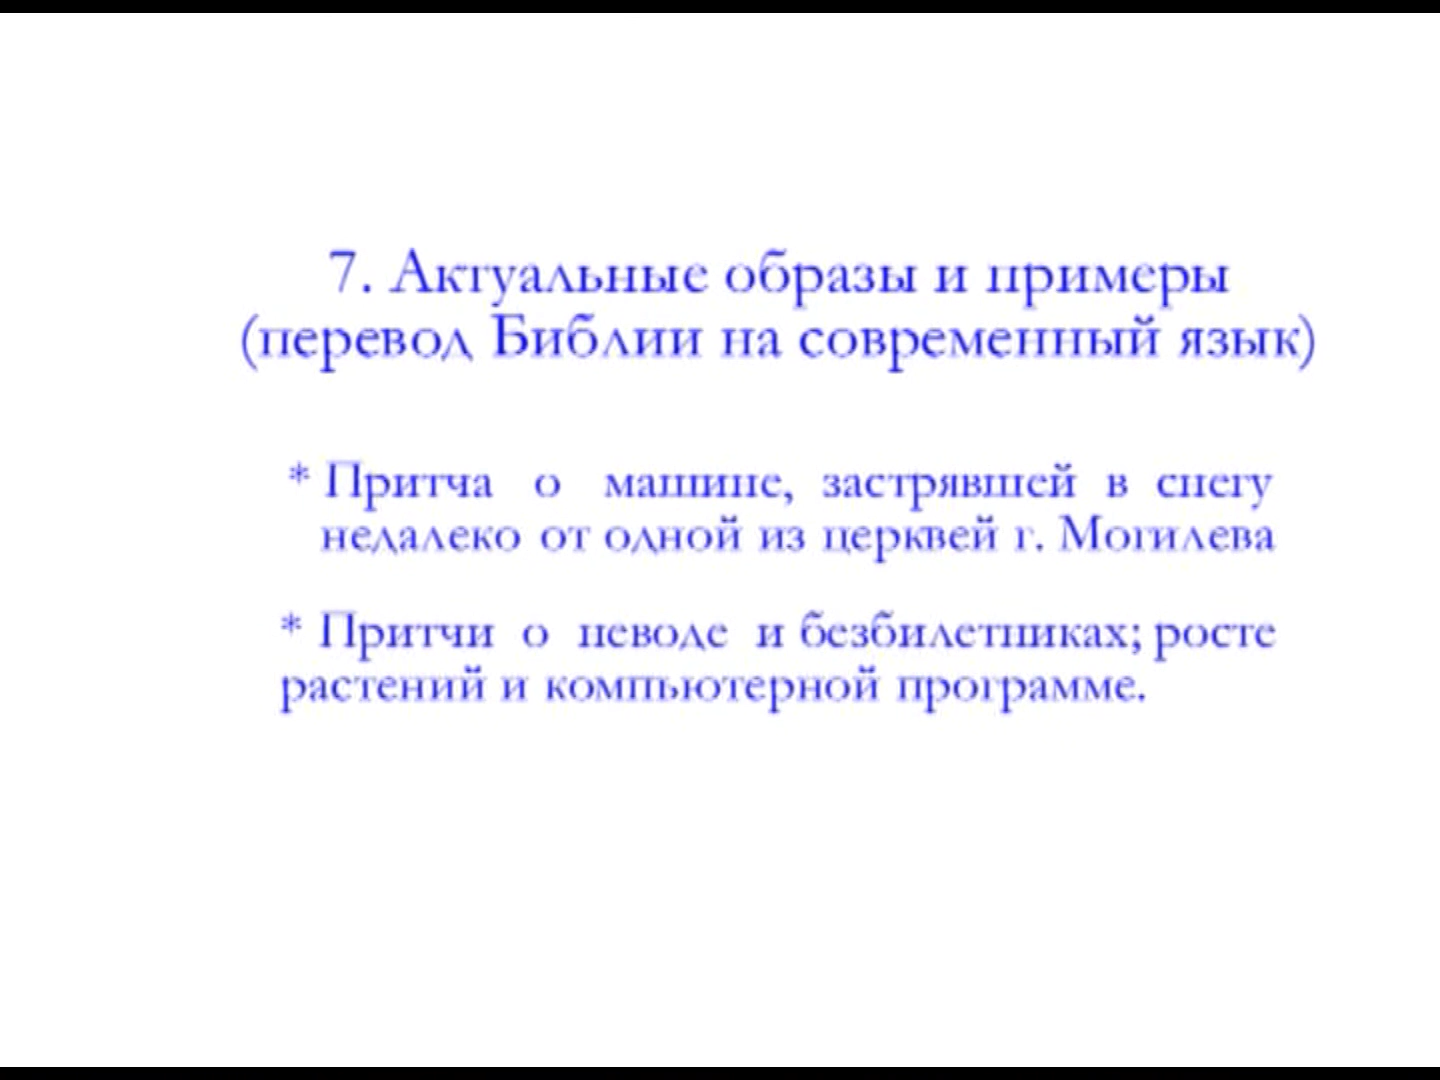 7. Актуальные образы и примеры
(перевод Библии на современный язык)
* Притча о машине, застрявшей в снегу
недалеко от одной из церквей г. Могилева
* Притчи о неводе и безбилетниках; росте
растений и компьютерной программе.